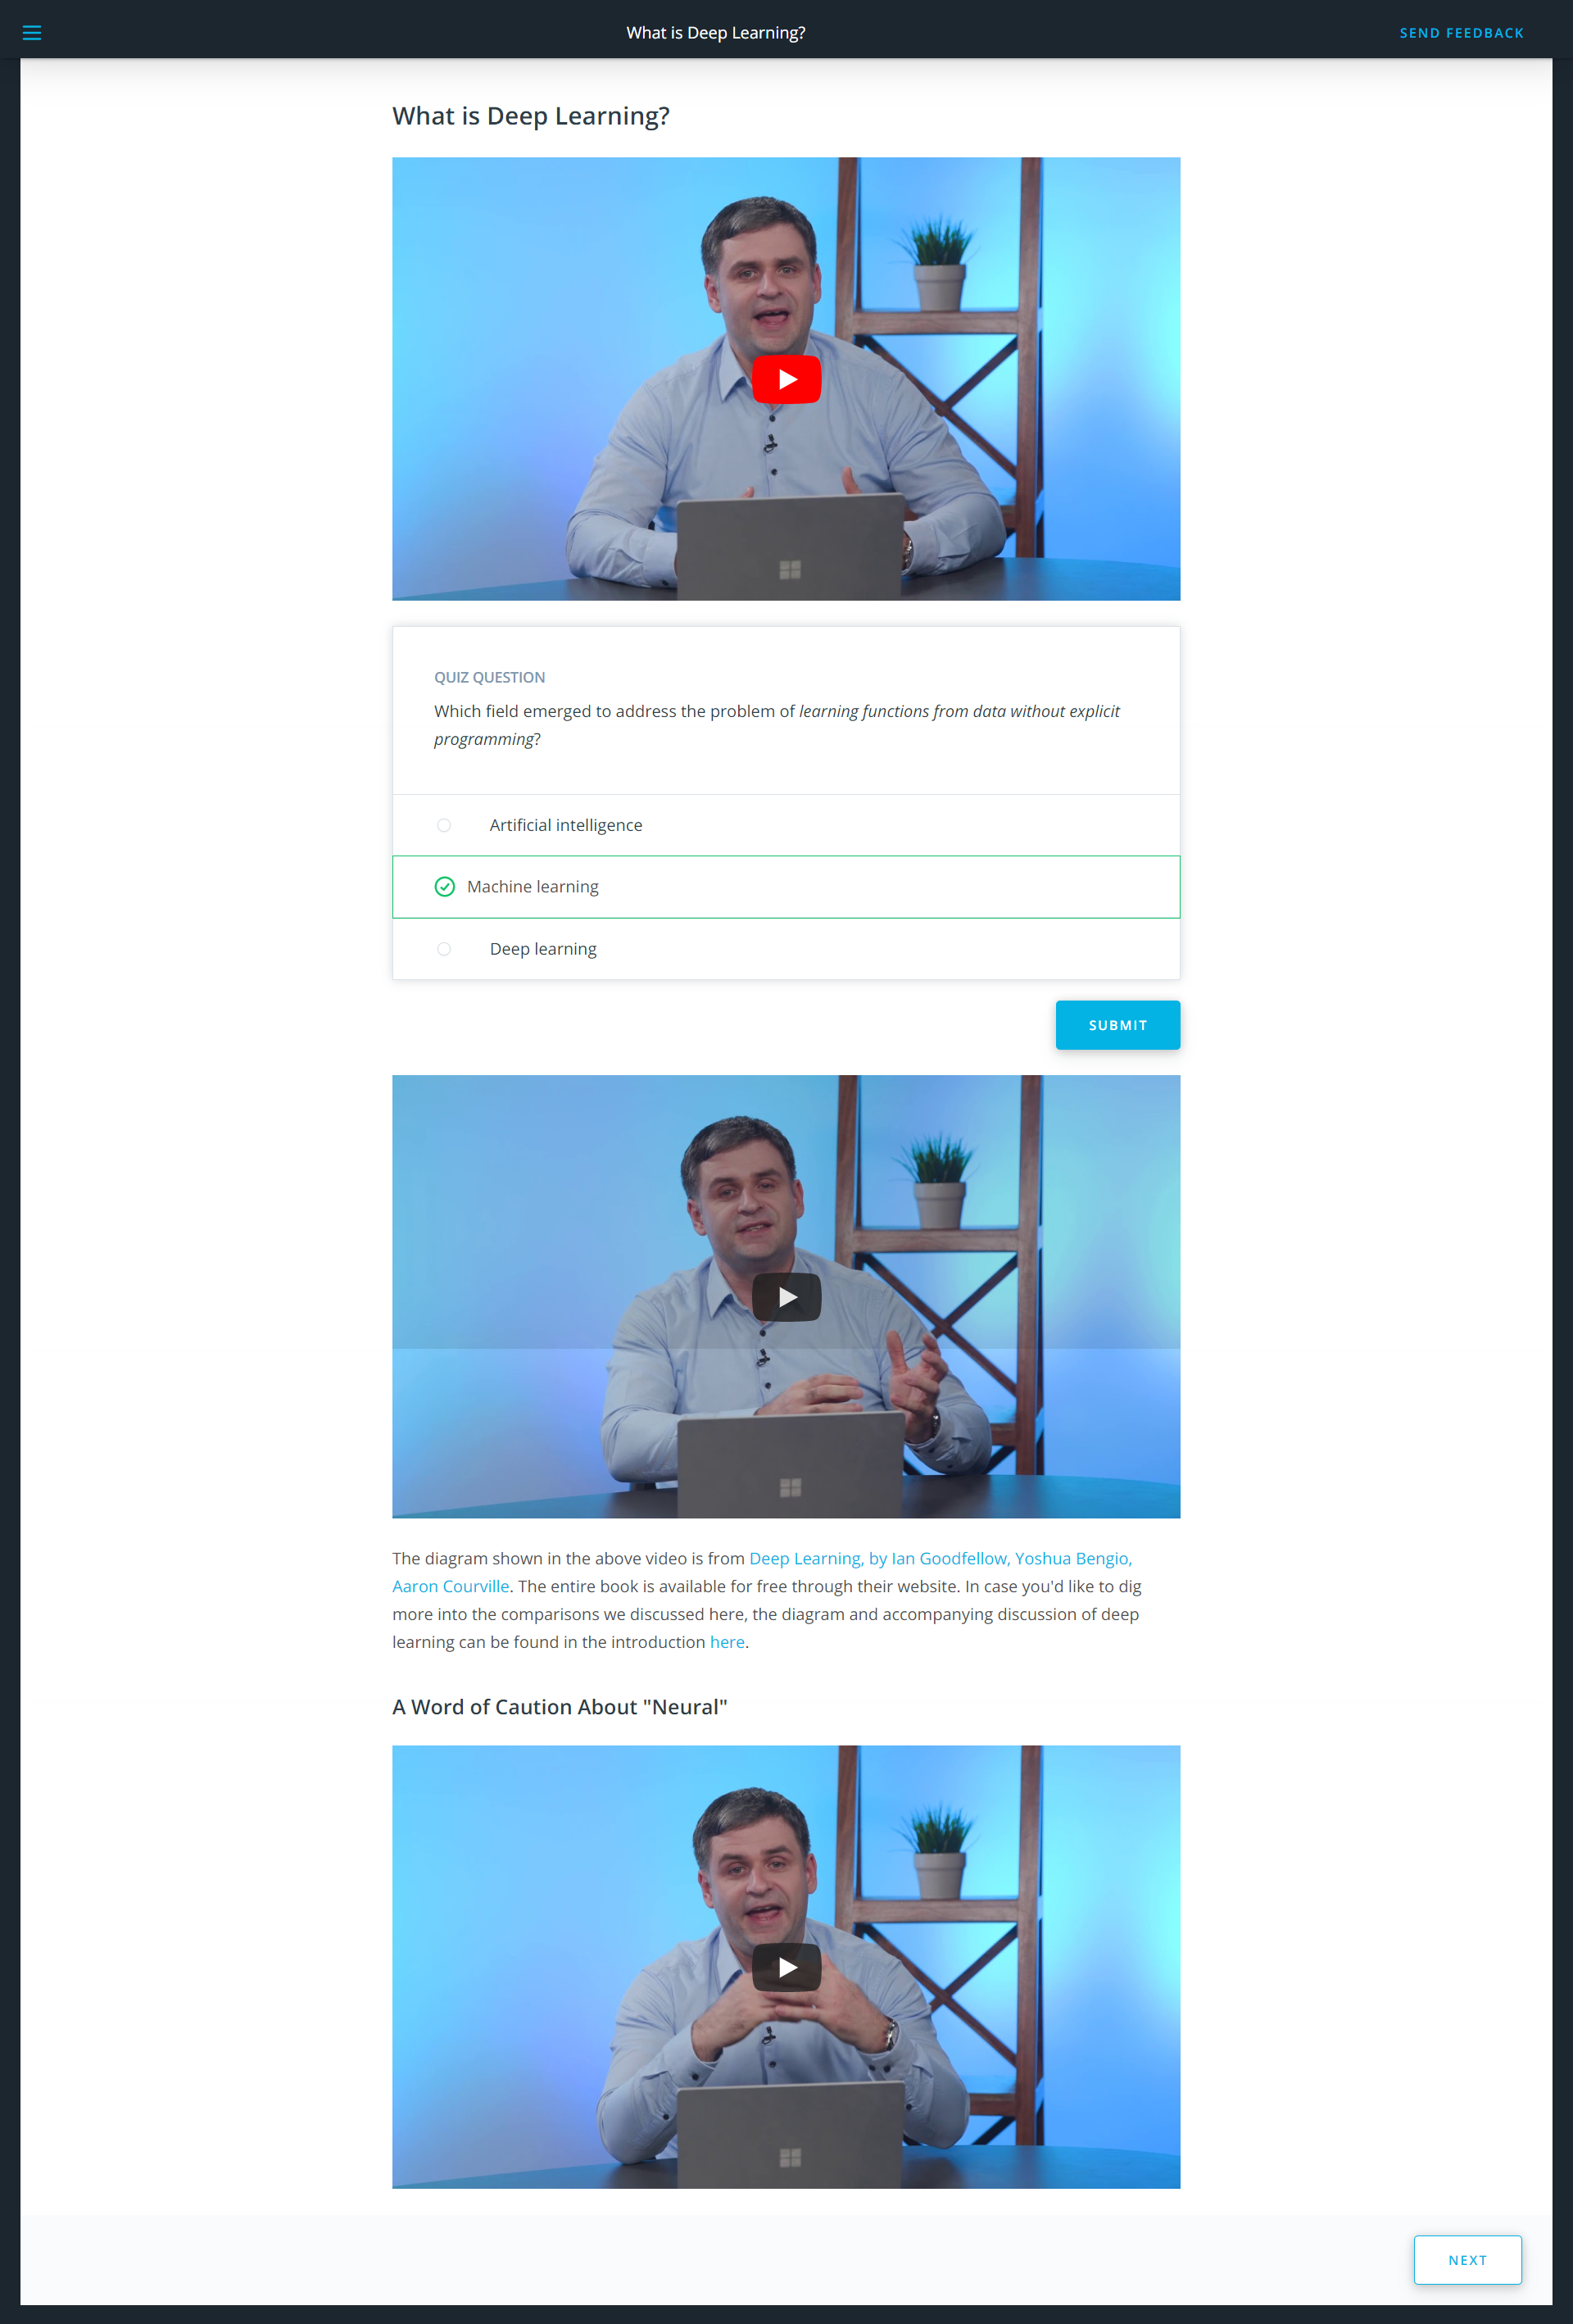 What is Deep Learning?
SEND FEEDBACK
What is Deep Learning?
QUIZ QUESTION
Which field emerged to address the problem of learning functions from data without explicit
programming?
Artificial intelligence
Machine learning
Deep learning
SUBMIT
The diagram shown in the above video is from Deep Learning, by Ian Goodfellow, Yoshua Bengio,
Aaron Courville. The entire book is available for free through their website. In case you'd like to dig
more into the comparisons we discussed here, the diagram and accompanying discussion of deep
learning can be found in the introduction here.
A Word of Caution About "Neural"
NEXT